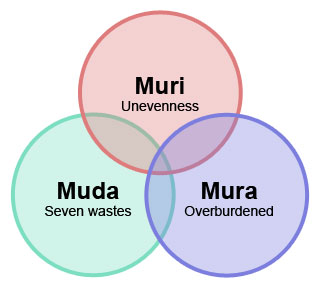 Muri
Unevenness
Muda
Seven wastes
Mura
Overburdened